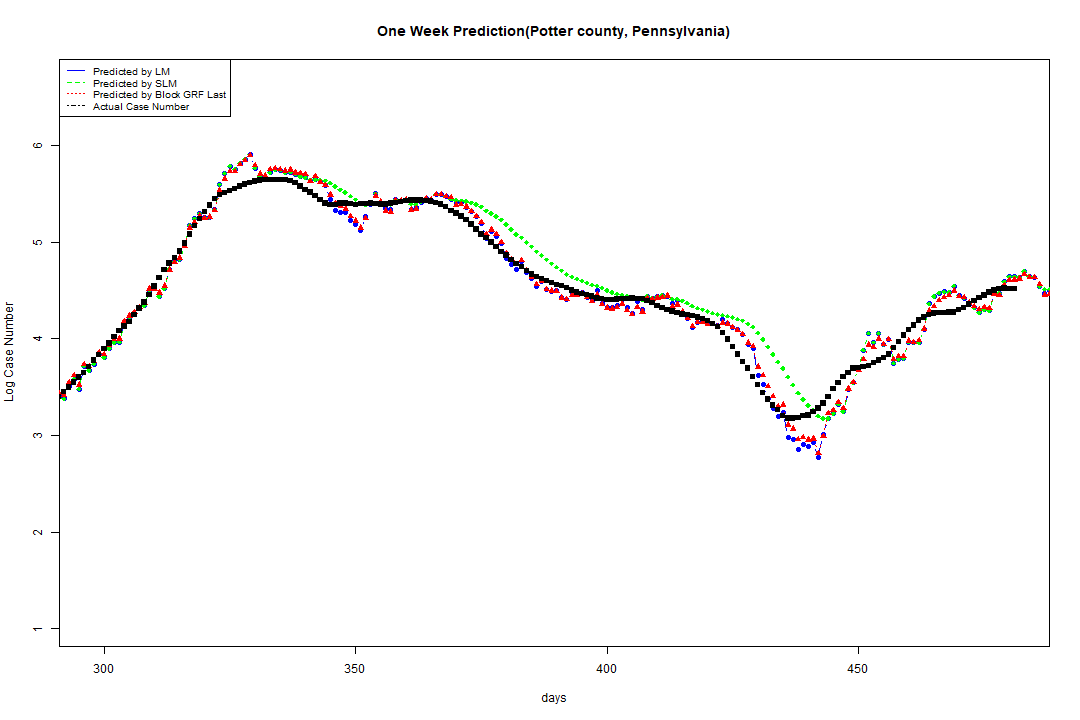 One Week Prediction(Potter county, Pennsylvania)
Predicted by LM
Predicted by SLM
Predicted by Block GRF Last
Actual Case Number
6
5
4
3
2
1
Log Case Number
300 350 400 450
days